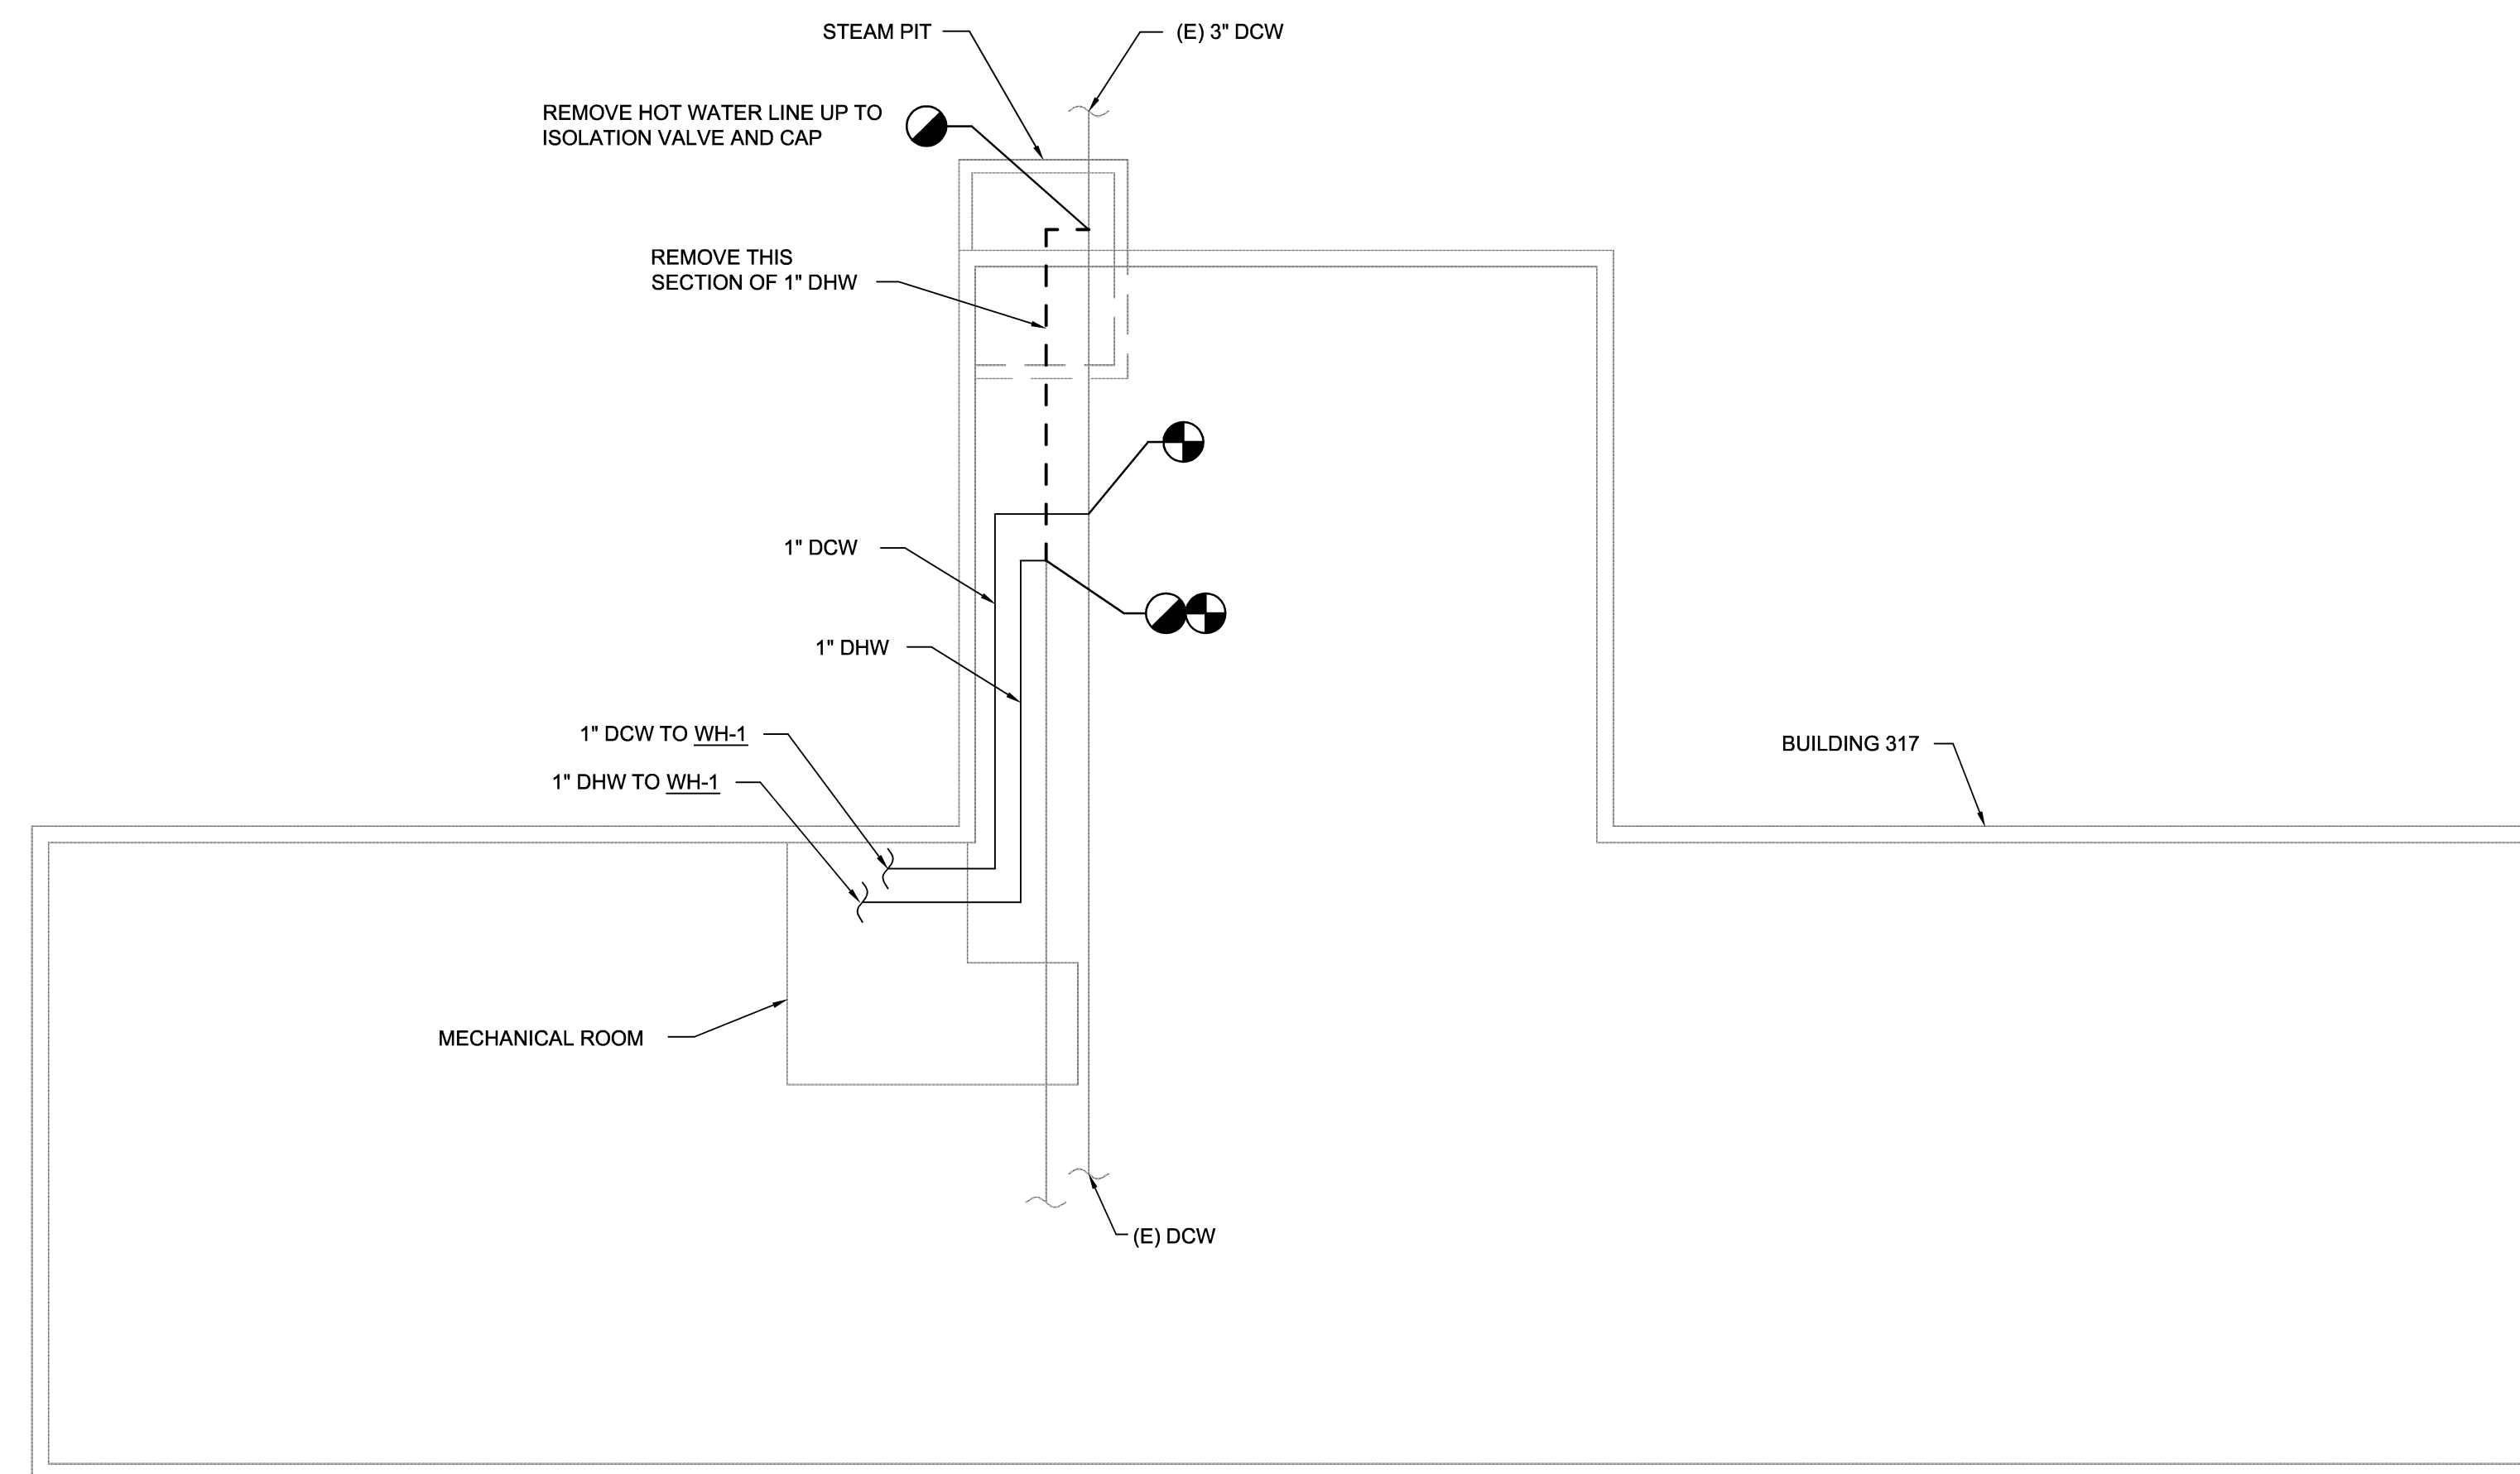 STEAM PIT
(E) 3" DCW
REMOVE HOT WATER LINE UP TO
ISOLATION VALVE AND CAP
REMOVE THIS
SECTION OF 1" DHW
1" DCW
1" DHW
1" DCW TO WH-1
BUILDING 317
1" DHW TO WH-1
MECHANICAL ROOM
(E) DCW